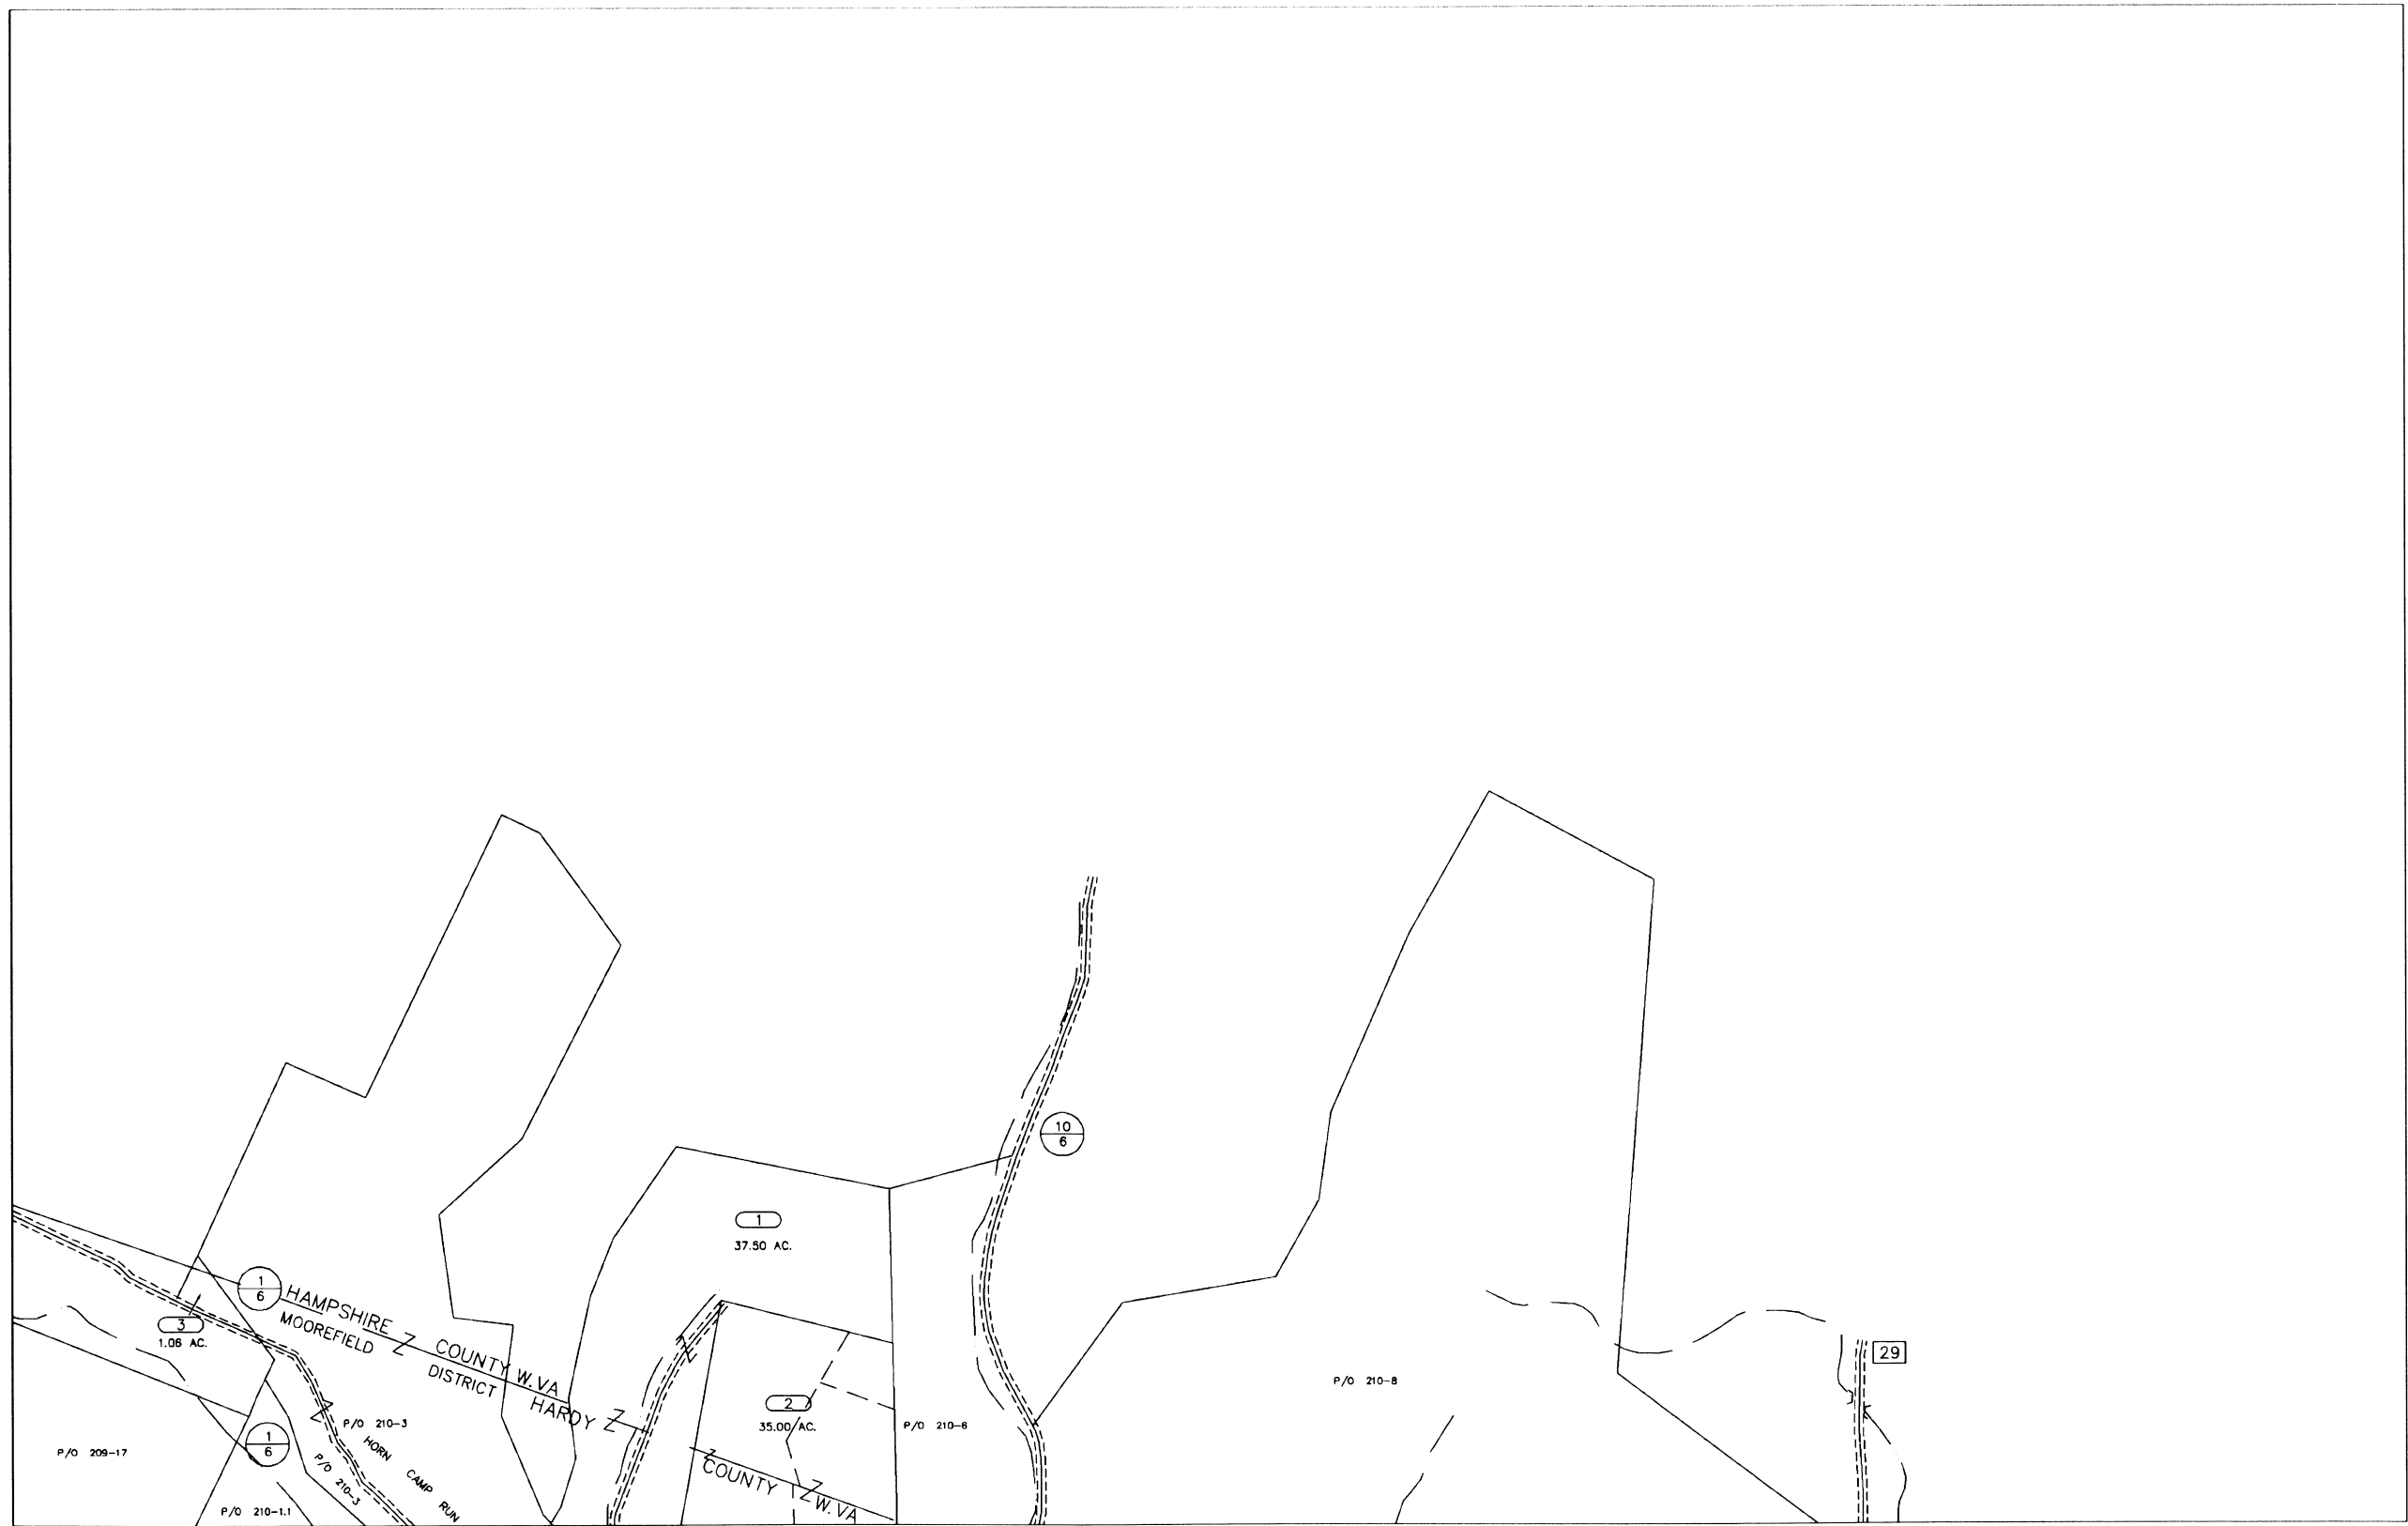 10
6
1
37.50 AC.
1
6
HAMPSHIRE COUNTY W.VA
MOOREFIELD DISTRICT
HARDY COUNTY W.VA
3
1.06 AC.
29
P/O 210-8
2
35.00 AC.
P/O 210-6
P/O 210-3
HORN CAMP RUN
1
6
P/O 209-17
P/O 210-3
P/O 210-1.1